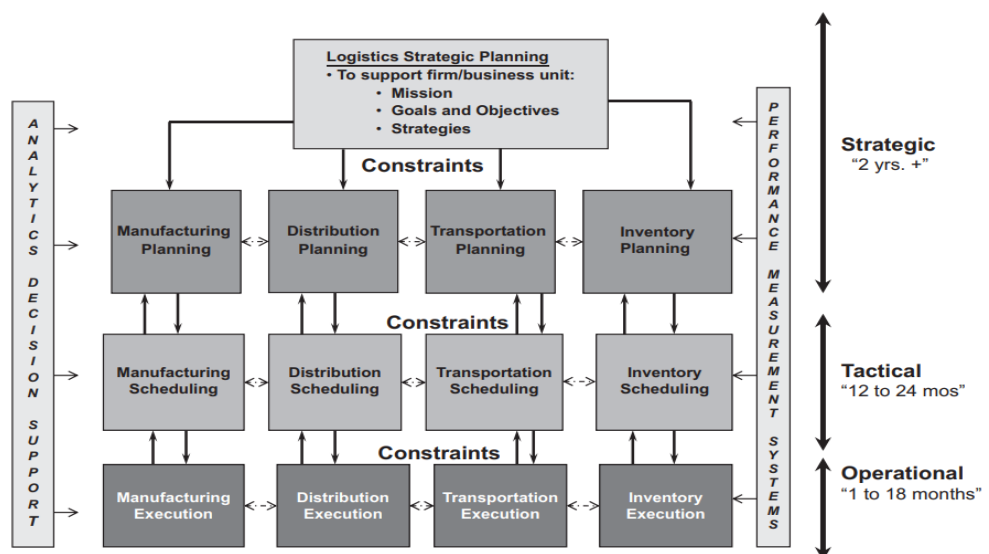 Logistics Strategic Planning
• To support firm/business unit:
• Mission
• Goals and Objectives
• Strategies
ANALYTICS DECISION SUPPORT
PERFORMANCE MEASUREMENT SYSTEMS
Strategic
“2 yrs. +”
Constraints
Manufacturing
Planning
Distribution
Planning
Transportation
Planning
Inventory
Planning
Constraints
Manufacturing
Scheduling
Distribution
Scheduling
Transportation
Scheduling
Inventory
Scheduling
Tactical
“12 to 24 mos”
Constraints
Manufacturing
Execution
Distribution
Execution
Transportation
Execution
Inventory
Execution
Operational
“1 to 18 months”